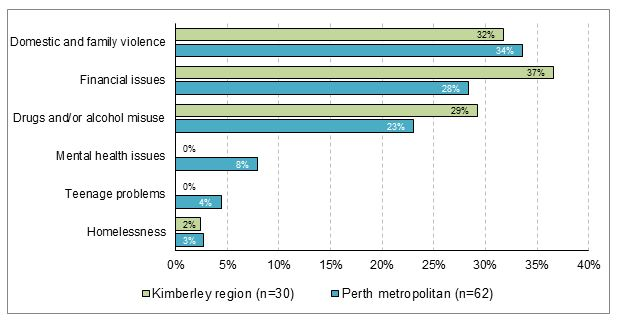 Domestic and family violence
32%
34%
Financial issues
37%
28%
Drugs and/or alcohol misuse
29%
23%
Mental health issues
0%
8%
Teenage problems
0%
4%
Homelessness
2%
3%
0% 5% 10% 15% 20% 25% 30% 35% 40%
Kimberley region (n=30) Perth metropolitan (n=62)